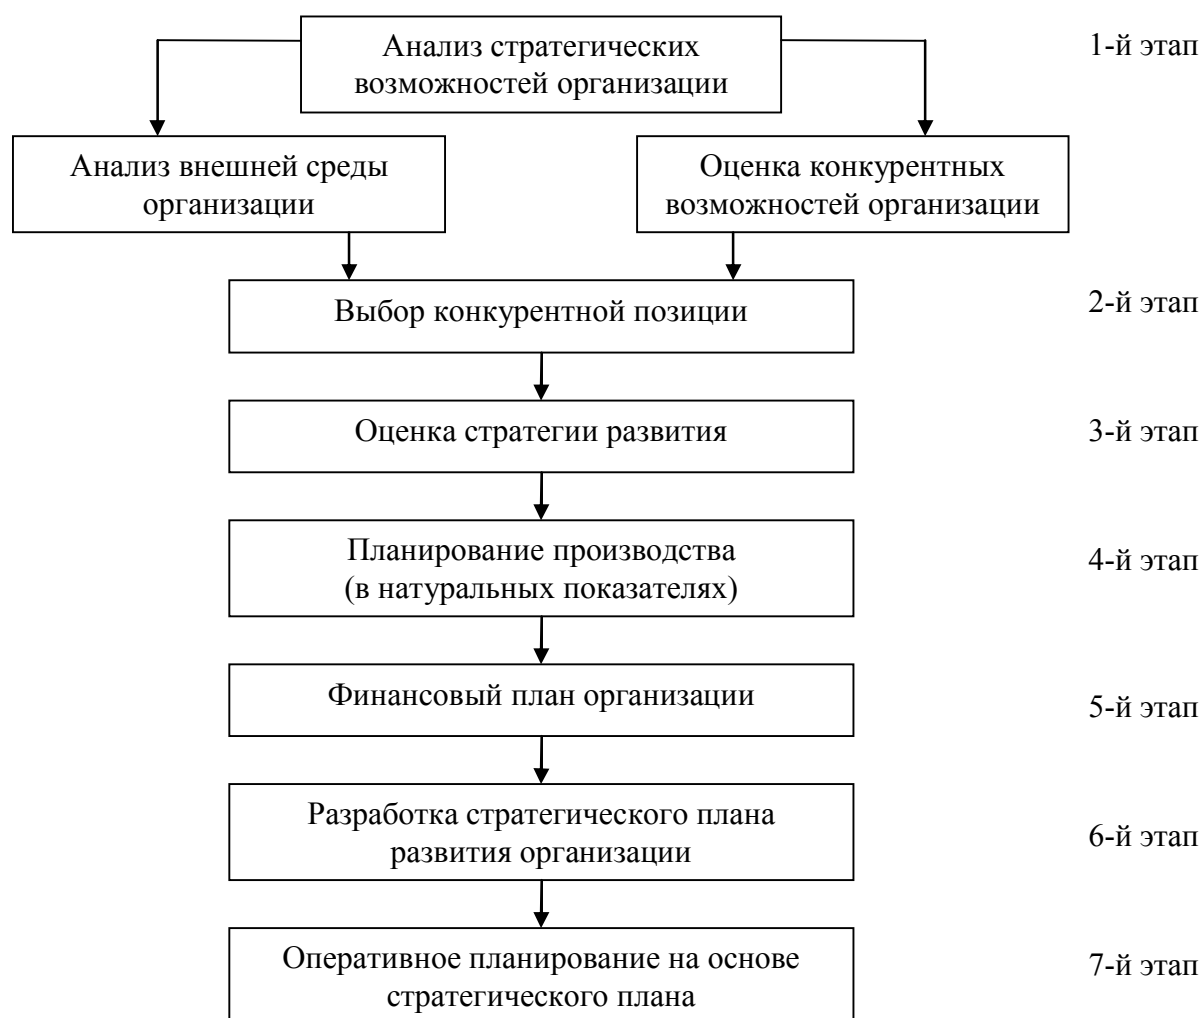 Анализ стратегических
возможностей организации
1-й этап
Анализ внешней среды
организации
Оценка конкурентных
возможностей организации
Выбор конкурентной позиции
2-й этап
Оценка стратегии развития
3-й этап
Планирование производства
(в натуральных показателях)
4-й этап
Финансовый план организации
5-й этап
Разработка стратегического плана
развития организации
6-й этап
Оперативное планирование на основе
стратегического плана
7-й этап